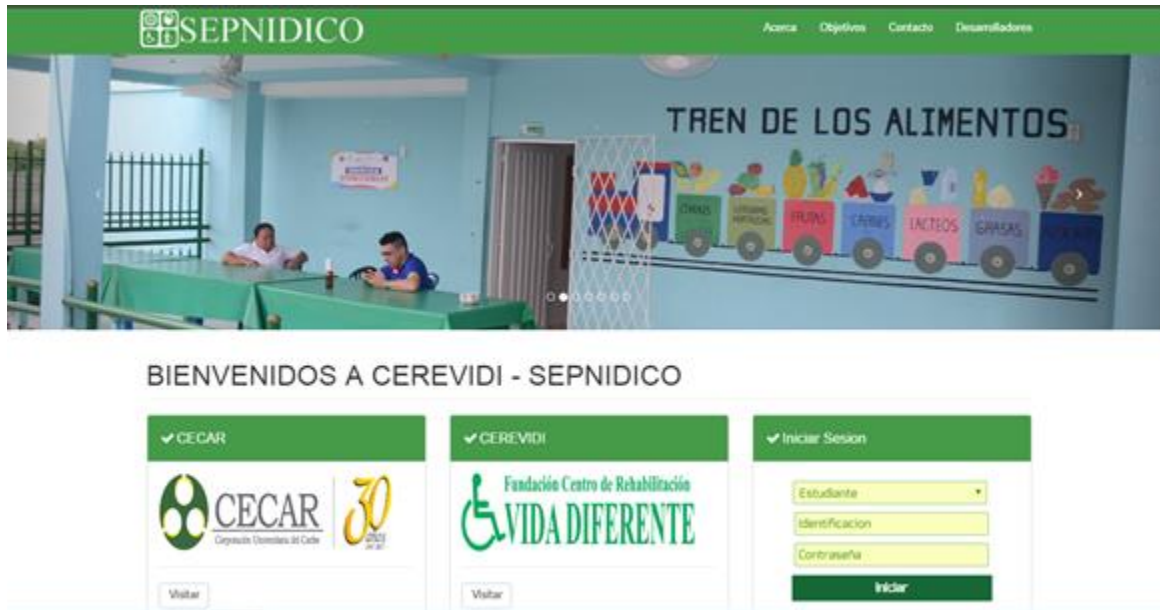 SEPNIDICO
Acerca Objetivos Contacto Desarrolladores
TREN DE LOS ALIMENTOS
FRUTAS
CARNES
LACTEOS
GRASAS
BIENVENIDOS A CEREVIDI - SEPNIDICO
CECAR
CECAR
Corporación Universitaria del Caribe
30
años
Visitar
CEREVIDI
Fundación Centro de Rehabilitación
VIDA DIFERENTE
Visitar
Iniciar Sesion
Estudiante
Identificacion
Contraseña
Iniciar